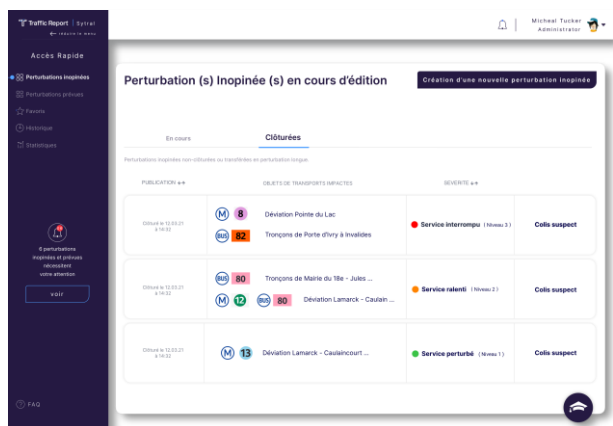 Traffic Report | Sytral
← réduire le menu
Accès Rapide
Perturbations inopinées
Perturbations prévues
Favoris
Historique
Statistiques
6 perturbations
inopinées et prévues
nécessitent
votre attention
voir
FAQ
Micheal Tucker
Administrator
Perturbation (s) Inopinée (s) en cours d'édition
Création d'une nouvelle perturbation inopinée
En cours
Clôturées
Perturbations inopinées non-clôturées ou transférées en perturbation longue.
PUBLICATION
OBJETS DE TRANSPORTS IMPACTES
SEVERITE
Clôturé le 12.03.21
à 14:32
M 8 Déviation Pointe du Lac
BUS 82 Tronçons de Porte d'Ivry à Invalides
Service interrompu (Niveau 3)
Colis suspect
Clôturé le 12.03.21
à 14:32
BUS 80 Tronçons de Mairie du 18e - Jules ...
M 12 BUS 80 Déviation Lamarck - Caulain ...
Service ralenti (Niveau 2)
Colis suspect
Clôturé le 12.03.21
à 14:32
M 13 Déviation Lamarck - Caulaincourt ...
Service perturbé (Niveau 1)
Colis suspect